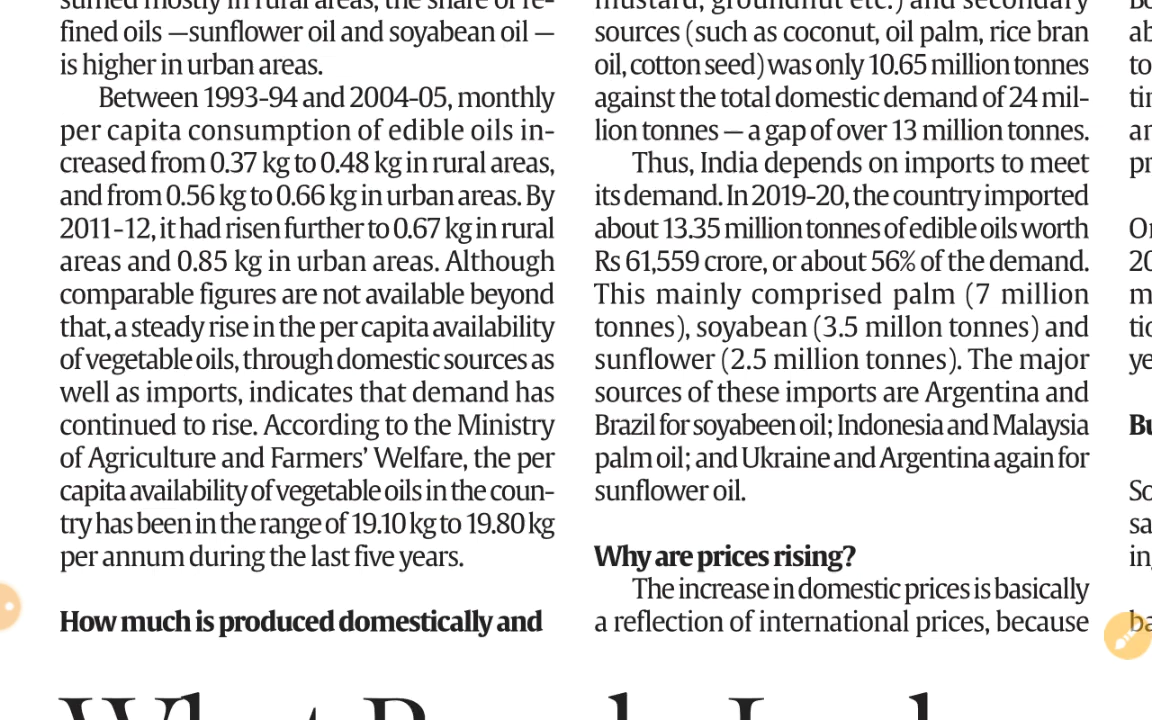 sumed mostly in rural areas, the share of re-
fined oils —sunflower oil and soyabean oil —
is higher in urban areas.
Between 1993-94 and 2004-05, monthly
per capita consumption of edible oils in-
creased from 0.37 kg to 0.48 kg in rural areas,
and from 0.56 kg to 0.66 kg in urban areas. By
2011-12, it had risen further to 0.67 kg in rural
areas and 0.85 kg in urban areas. Although
comparable figures are not available beyond
that, a steady rise in the per capita availability
of vegetable oils, through domestic sources as
well as imports, indicates that demand has
continued to rise. According to the Ministry
of Agriculture and Farmers’ Welfare, the per
capita availability of vegetable oils in the coun-
try has been in the range of 19.10 kg to 19.80 kg
per annum during the last five years.
How much is produced domestically and
mustard, groundnut etc.) and secondary
sources (such as coconut, oil palm, rice bran
oil, cotton seed) was only 10.65 million tonnes
against the total domestic demand of 24 mil-
lion tonnes — a gap of over 13 million tonnes.
Thus, India depends on imports to meet
its demand. In 2019-20, the country imported
about 13.35 million tonnes of edible oils worth
Rs 61,559 crore, or about 56% of the demand.
This mainly comprised palm (7 million
tonnes), soyabean (3.5 millon tonnes) and
sunflower (2.5 million tonnes). The major
sources of these imports are Argentina and
Brazil for soyabeen oil; Indonesia and Malaysia
palm oil; and Ukraine and Argentina again for
sunflower oil.
Why are prices rising?
The increase in domestic prices is basically
a reflection of international prices, because